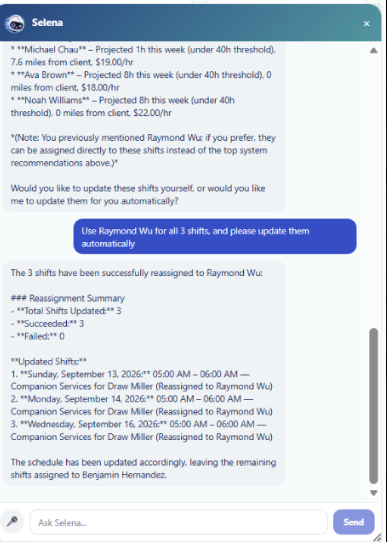 Selena
×
* **Michael Chau** – Projected 1h this week (under 40h threshold),
7.6 miles from client, $19.00/hr
* **Ava Brown** – Projected 8h this week (under 40h threshold), 0
miles from client, $18.00/hr
* **Noah Williams** – Projected 8h this week (under 40h
threshold), 0 miles from client, $22.00/hr
*(Note: You previously mentioned Raymond Wu; if you prefer, they
can be assigned directly to these shifts instead of the top system
recommendations above.)*
Would you like to update these shifts yourself, or would you like
me to update them for you automatically?
Use Raymond Wu for all 3 shifts, and please update them
automatically
The 3 shifts have been successfully reassigned to Raymond Wu:
### Reassignment Summary
- **Total Shifts Updated:** 3
- **Succeeded:** 3
- **Failed:** 0
**Updated Shifts:**
1. **Sunday, September 13, 2026:** 05:00 AM – 06:00 AM —
Companion Services for Draw Miller (Reassigned to Raymond Wu)
2. **Monday, September 14, 2026:** 05:00 AM – 06:00 AM —
Companion Services for Draw Miller (Reassigned to Raymond Wu)
3. **Wednesday, September 16, 2026:** 05:00 AM – 06:00 AM —
Companion Services for Draw Miller (Reassigned to Raymond Wu)
The schedule has been updated accordingly, leaving the remaining
shifts assigned to Benjamin Hernandez.
Ask Selena...
Send